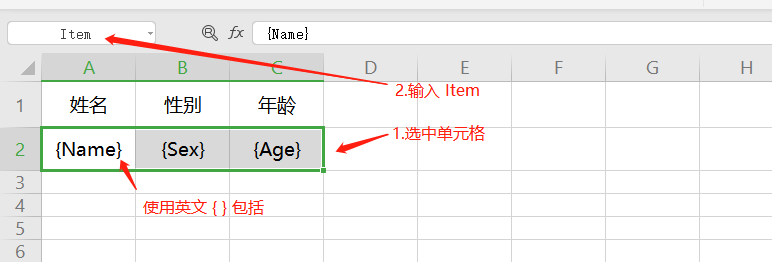 Item fx {Name}
A B C D E F G H
2.输入 Item
1 姓名 性别 年龄
1.选中单元格
2 {Name} {Sex} {Age}
3
使用英文 { } 包括
4
5
6